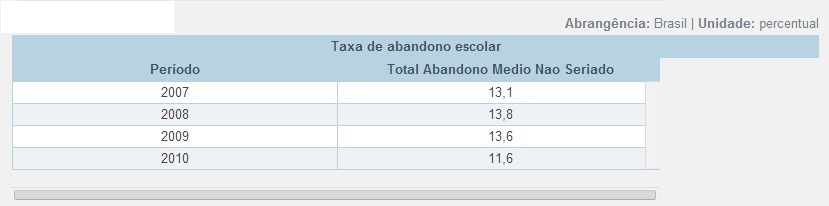 Abrangência: Brasil | Unidade: percentual
Taxa de abandono escolar
Período Total Abandono Medio Nao Seriado
2007 13,1
2008 13,8
2009 13,6
2010 11,6